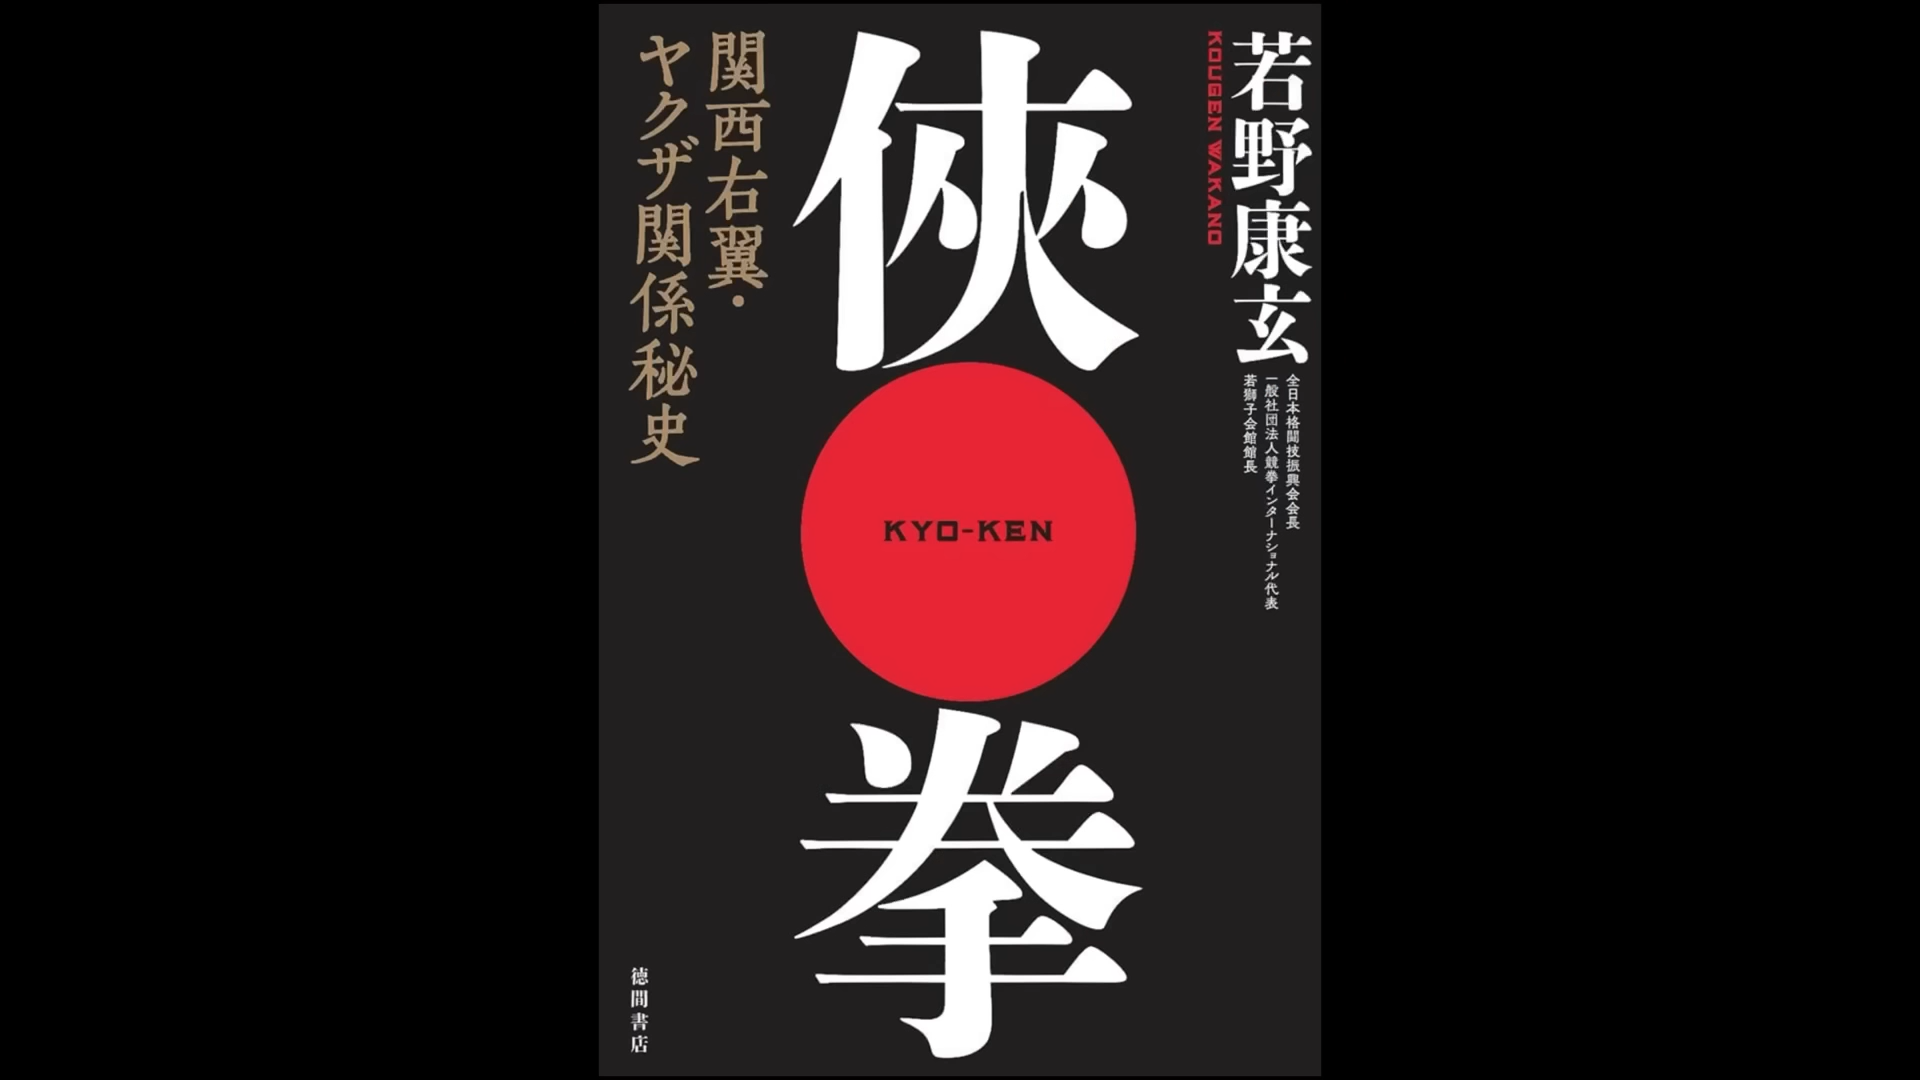 若野康玄
KOUGEN WAKANO
全日本格闘技振興会会長
一般社団法人競拳インターナショナル代表
若獅子会館館長
俠拳
KYO-KEN
関西右翼・
ヤクザ関係秘史
徳間書店